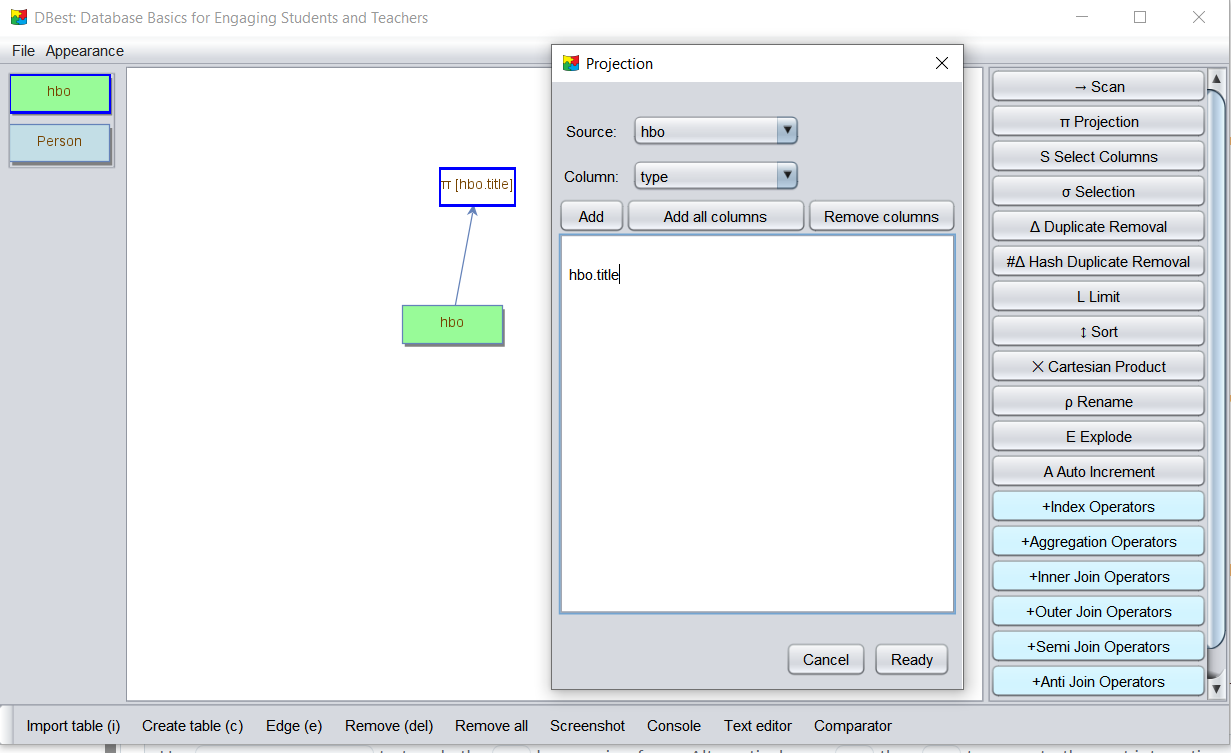 DBest: Database Basics for Engaging Students and Teachers
File Appearance
hbo
Person
π [hbo.title]
hbo
Projection
Source: hbo
Column: type
Add Add all columns Remove columns
hbo.title
Cancel Ready
→ Scan
π Projection
S Select Columns
σ Selection
Δ Duplicate Removal
#Δ Hash Duplicate Removal
L Limit
↕ Sort
✕ Cartesian Product
ρ Rename
E Explode
A Auto Increment
+Index Operators
+Aggregation Operators
+Inner Join Operators
+Outer Join Operators
+Semi Join Operators
+Anti Join Operators
Import table (i) Create table (c) Edge (e) Remove (del) Remove all Screenshot Console Text editor Comparator